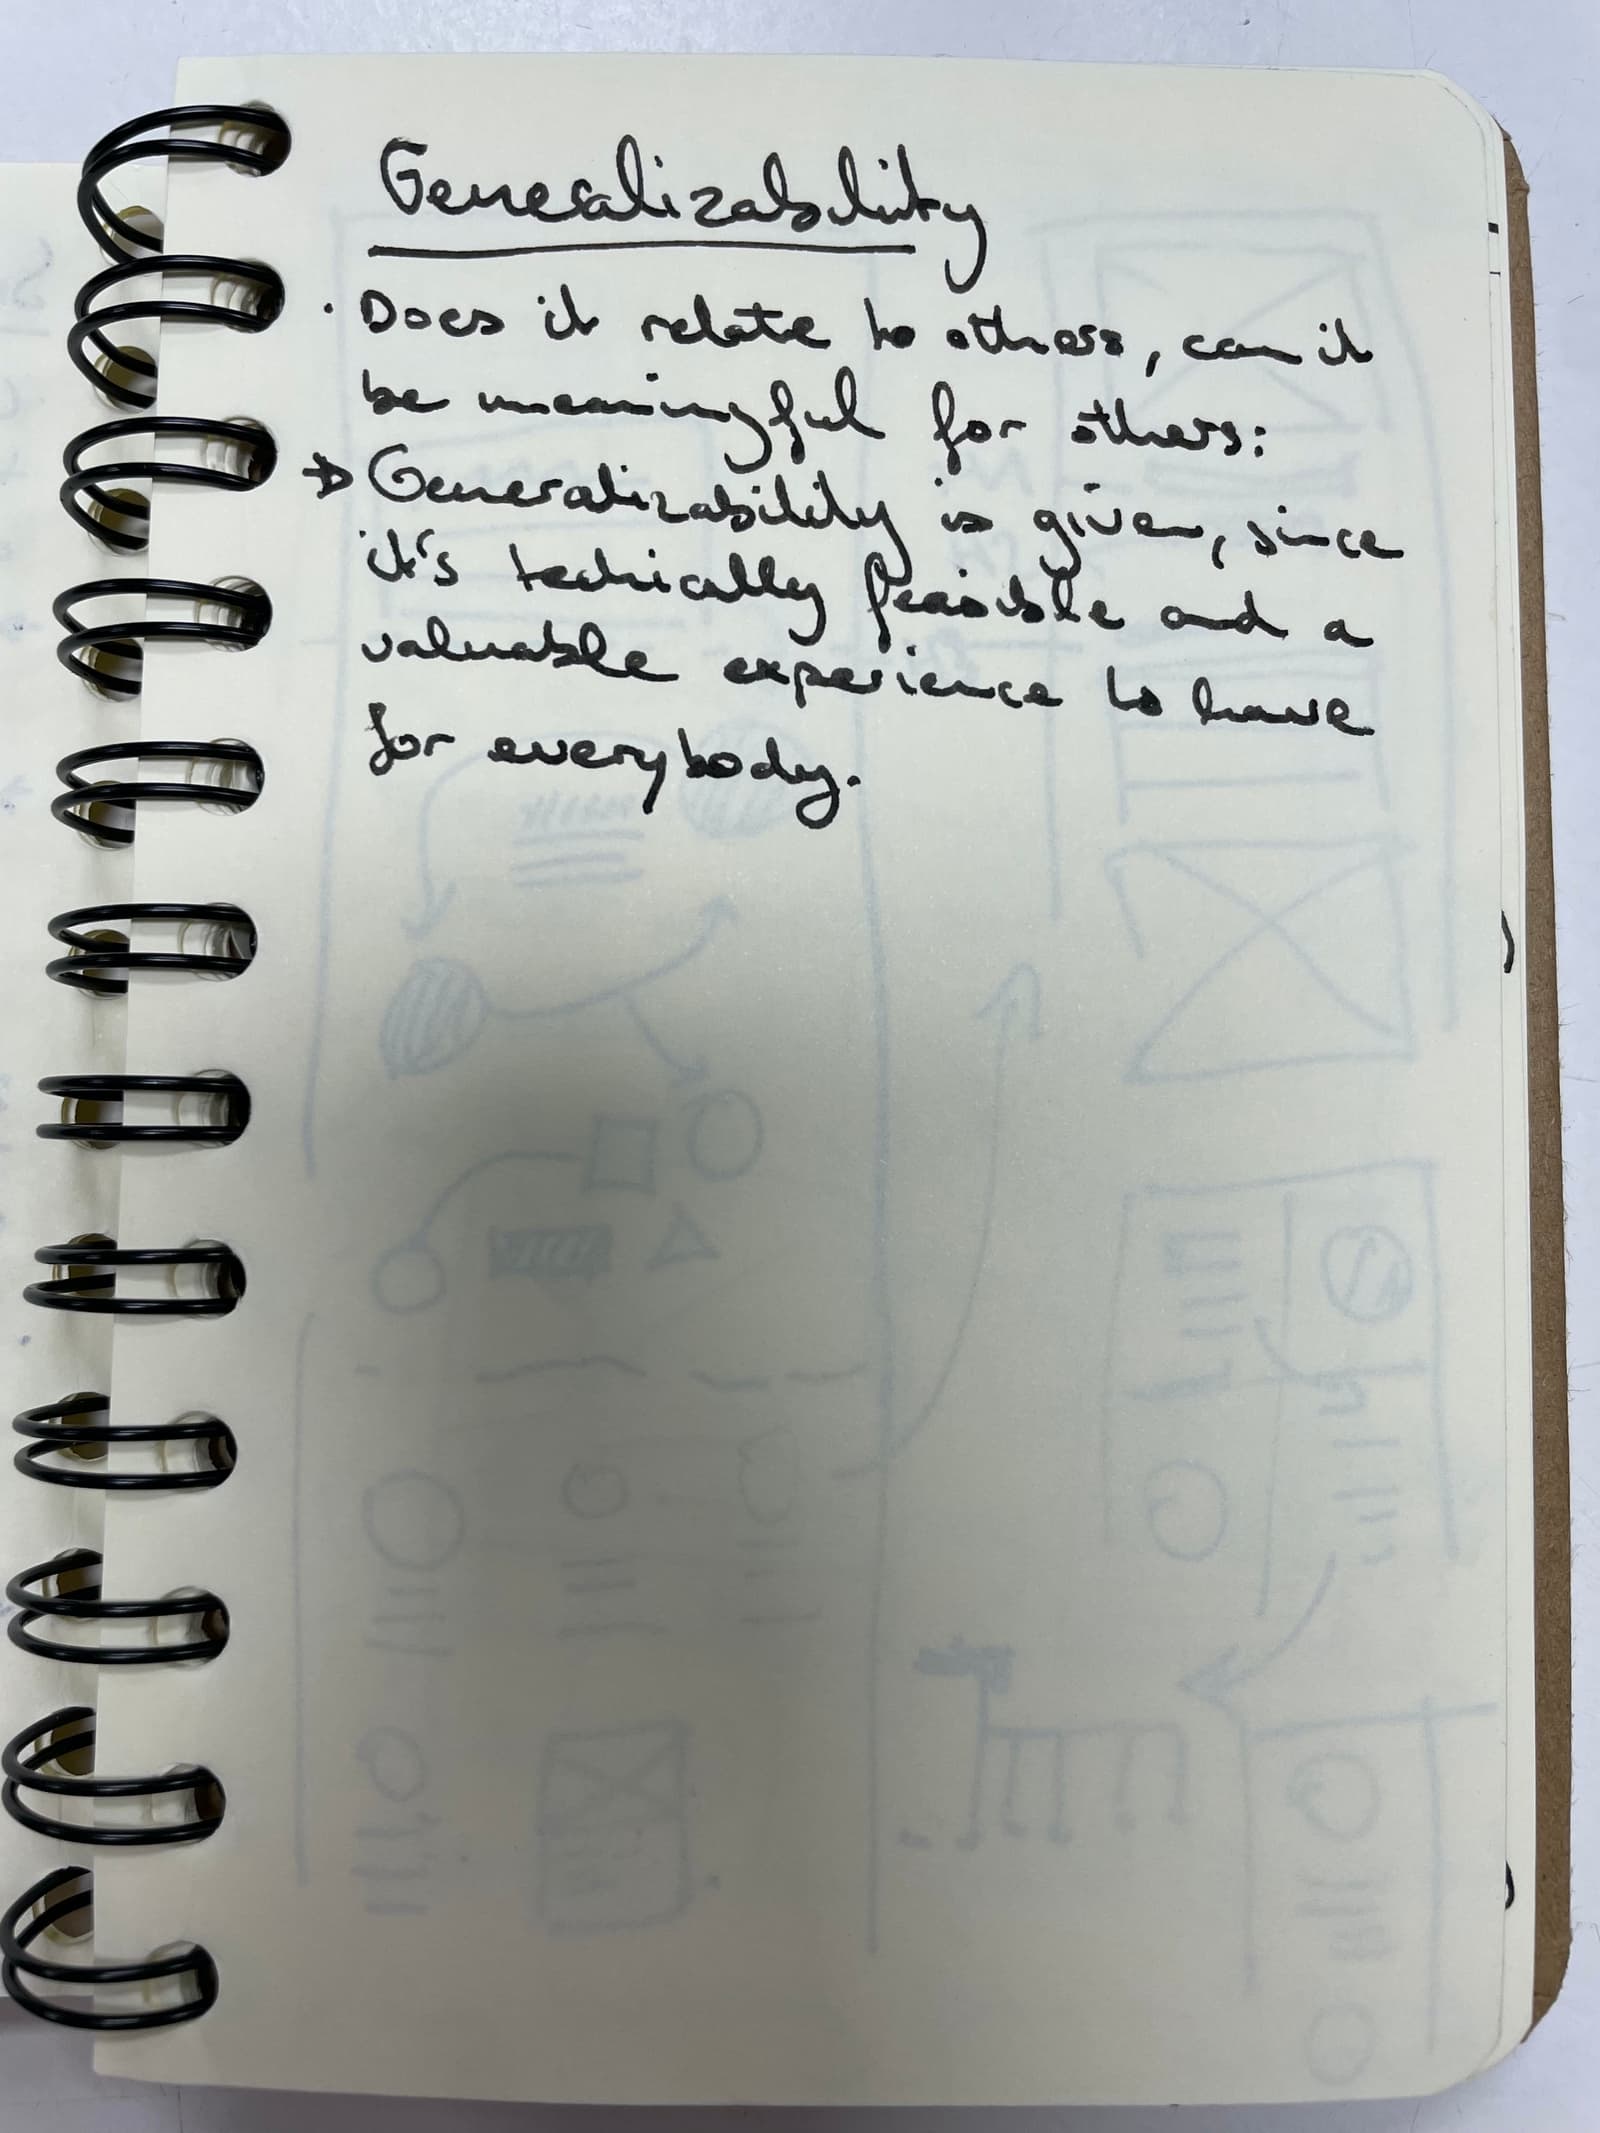 Generalizability
· Does it relate to others, can it
be meaningful for others:
→ Generalizability is given, since
it's techically feasible and a
valuable experience to have
for everybody.